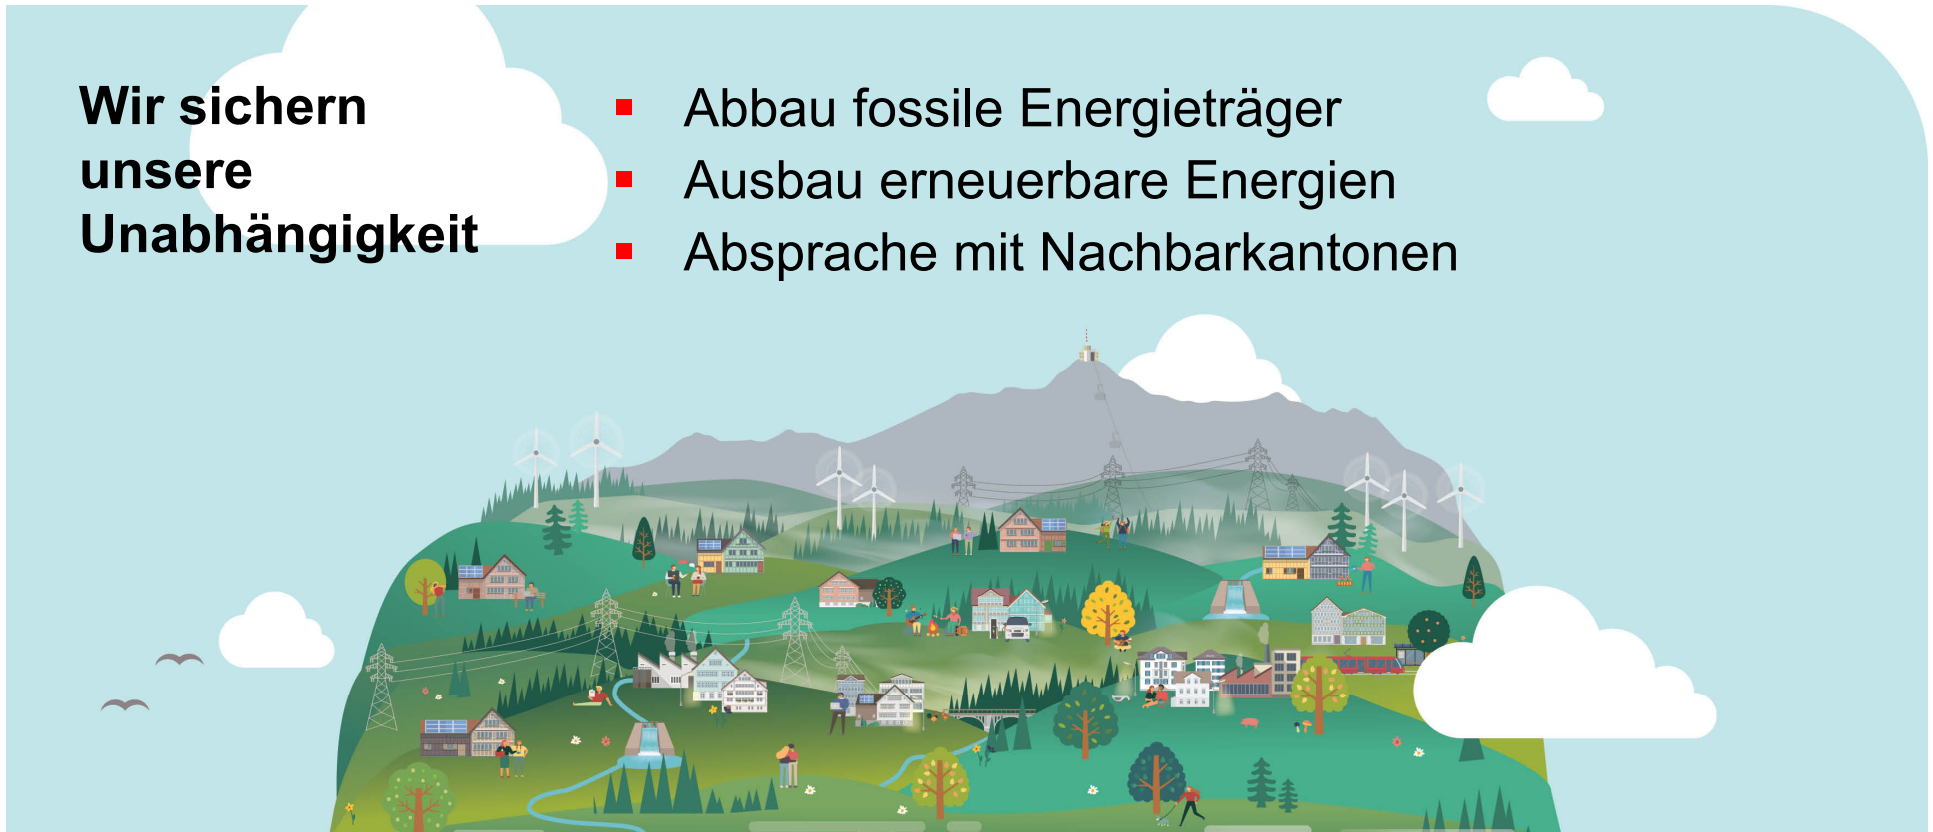 Wir sichern
unsere
Unabhängigkeit
▪ Abbau fossile Energieträger
▪ Ausbau erneuerbare Energien
▪ Absprache mit Nachbarkantonen